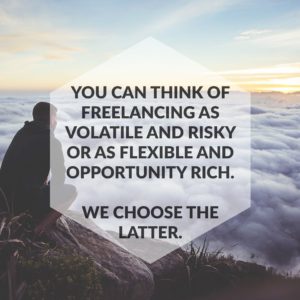 YOU CAN THINK OF
FREELANCING AS
VOLATILE AND RISKY
OR AS FLEXIBLE AND
OPPORTUNITY RICH.
WE CHOOSE THE
LATTER.